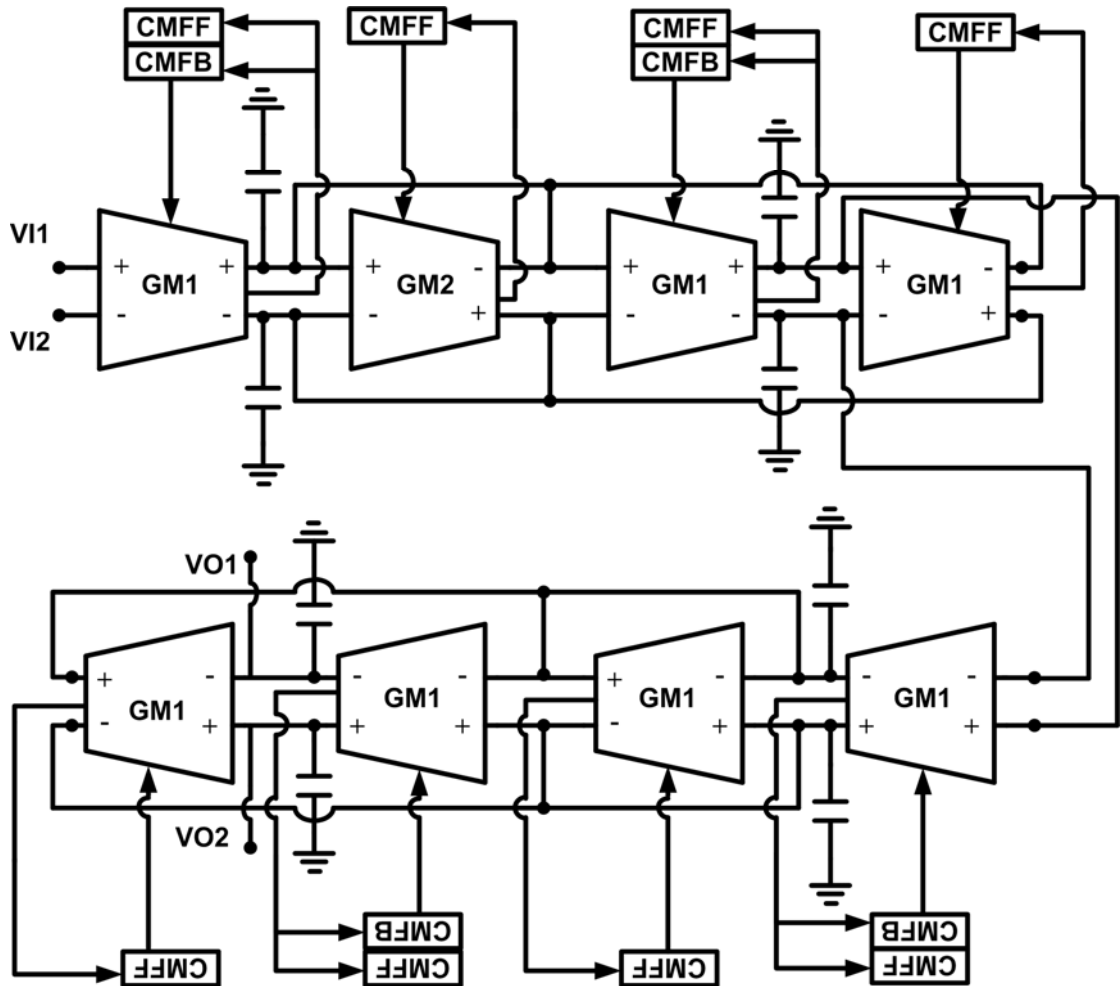 CMFF CMFF CMFF CMFF
CMFB CMFB
VI1
+ + + - + + + -
GM1 GM2 GM1 GM1
- - - + - - - +
VI2
VO1
+ - - - + - - -
GM1 GM1 GM1 GM1
- + + + - + + +
VO2
CMFB CMFB
CMFF CMFF CMFF CMFF